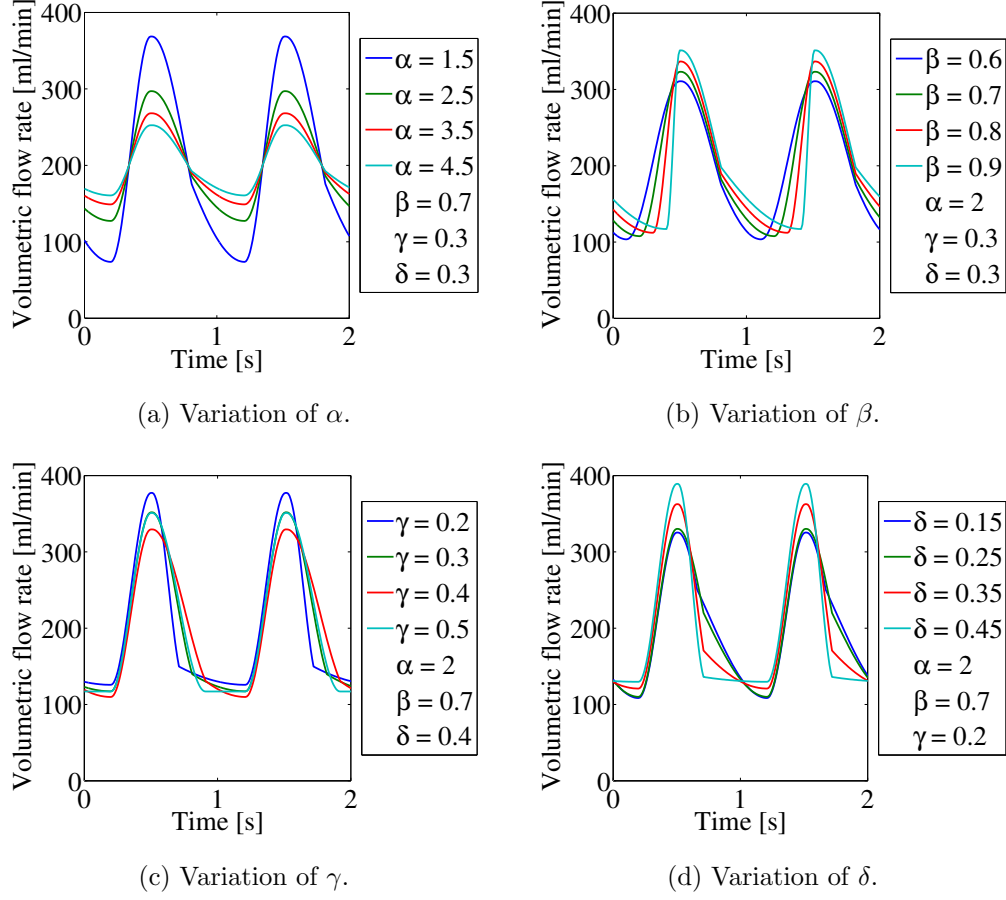 Volumetric flow rate [ml/min]
400
300
200
100
0
0
1
2
Time [s]
α = 1.5
α = 2.5
α = 3.5
α = 4.5
β = 0.7
γ = 0.3
δ = 0.3
(a) Variation of α.
Volumetric flow rate [ml/min]
400
300
200
100
0
0
1
2
Time [s]
β = 0.6
β = 0.7
β = 0.8
β = 0.9
α = 2
γ = 0.3
δ = 0.3
(b) Variation of β.
Volumetric flow rate [ml/min]
400
300
200
100
0
0
1
2
Time [s]
γ = 0.2
γ = 0.3
γ = 0.4
γ = 0.5
α = 2
β = 0.7
δ = 0.4
(c) Variation of γ.
Volumetric flow rate [ml/min]
400
300
200
100
0
0
1
2
Time [s]
δ = 0.15
δ = 0.25
δ = 0.35
δ = 0.45
α = 2
β = 0.7
γ = 0.2
(d) Variation of δ.